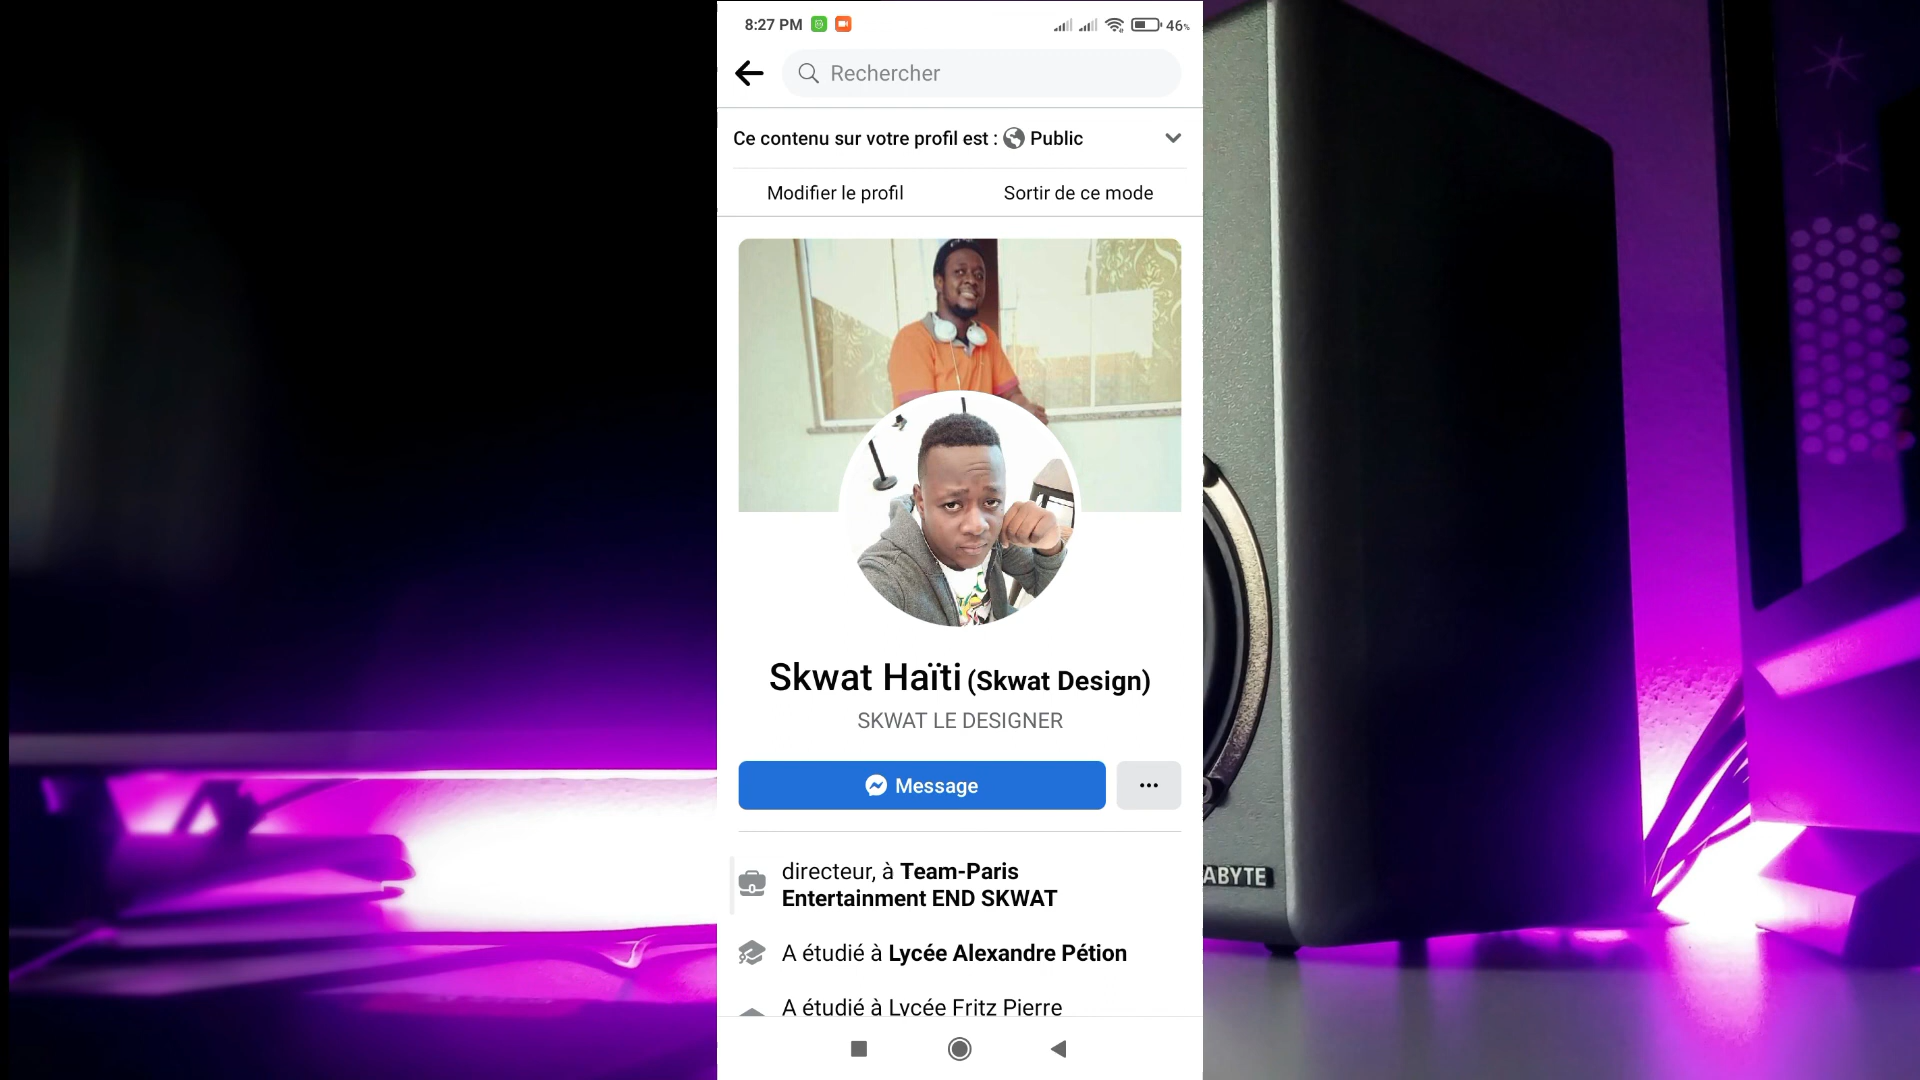 8:27 PM
46%
Rechercher
Ce contenu sur votre profil est : Public
Modifier le profil
Sortir de ce mode
Skwat Haïti (Skwat Design)
SKWAT LE DESIGNER
Message
directeur, à Team-Paris
Entertainment END SKWAT
A étudié à Lycée Alexandre Pétion
A étudié à Lycée Fritz Pierre
ABYTE